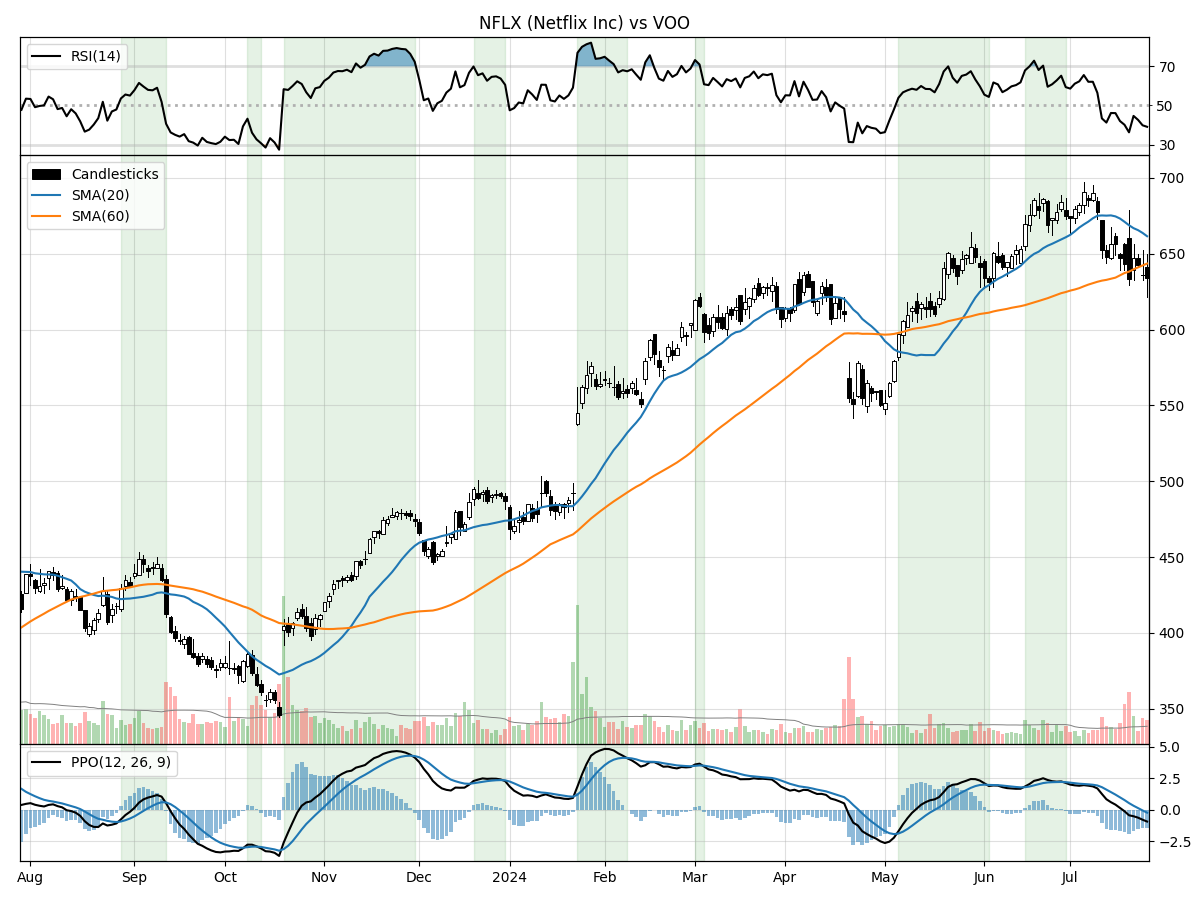 NFLX (Netflix Inc) vs VOO
RSI(14)
70
50
30
Candlesticks
SMA(20)
SMA(60)
700
650
600
550
500
450
400
350
PPO(12, 26, 9)
5.0
2.5
0.0
−2.5
Aug Sep Oct Nov Dec 2024 Feb Mar Apr May Jun Jul